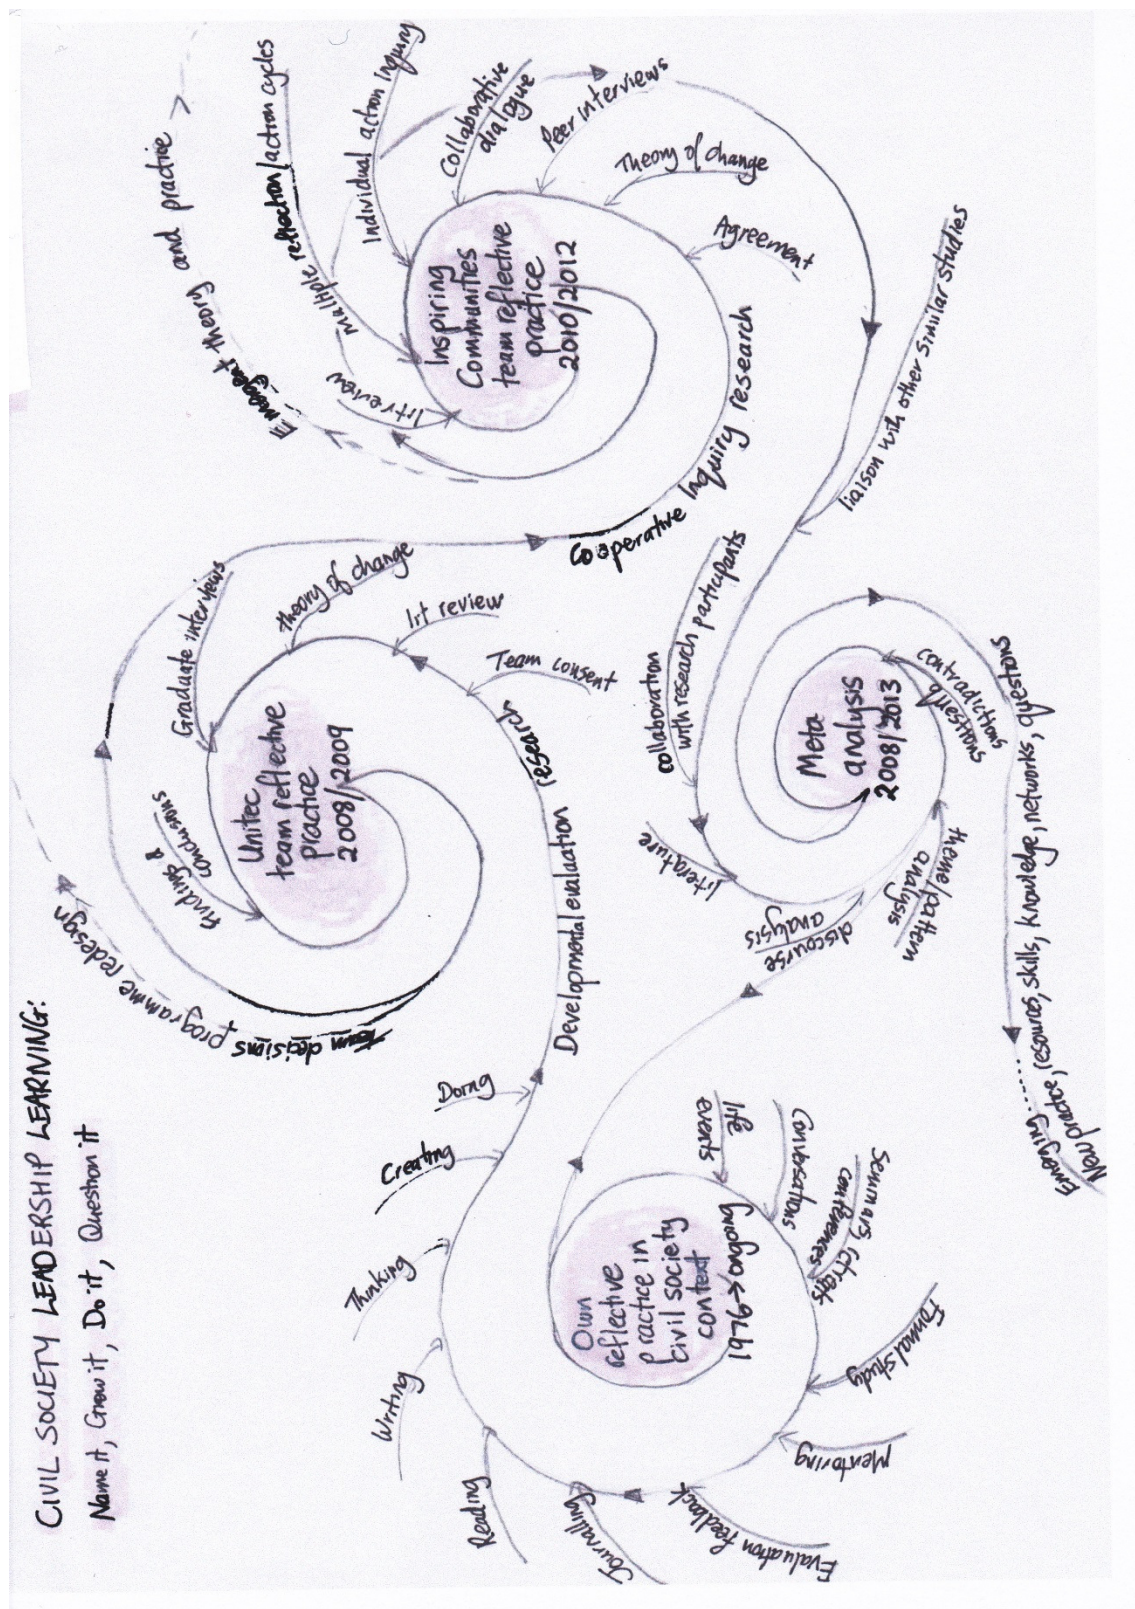 CIVIL SOCIETY LEADERSHIP LEARNING:
Name it, Grow it, Do it, Question it
Own
reflective
practice in
civil society
context
1976→ongoing
life
events
Conversations
Seminars,
conferences
Formal study
Mentoring
Evaluation feedback
Journalling
Reading
Writing
Thinking
Creating
Doing
Developmental evaluation research
Team consent
Lit review
Theory of change
Graduate interviews
findings &
conclusions
Unitec
team reflective
practice
2008/2009
Team decisions, programme redesign
Cooperative Inquiry research
Agreement
Theory of change
Peer interviews
Collaborative
dialogue
Individual action inquiry
Multiple reflection/action cycles
Lit review
Inspiring
Communities
team reflective
practice
2010/2012
Emergent theory and practice
liaison with other similar studies
collaboration
with research participants
literature
discourse
analysis
theme/pattern
analysis
contradictions
questions
Meta
analysis
2008/2013
Emerging.....
New practice, resources, skills, knowledge, networks, questions